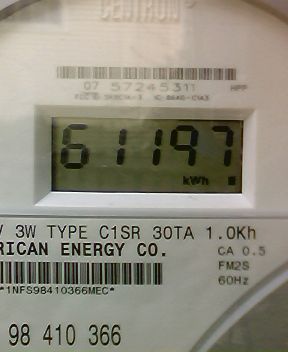 CENTRON
07 57245311 HPP
61197
kWh
V 3W TYPE C1SR 30TA 1.0Kh
RICAN ENERGY CO. CA 0.5
FM2S
60Hz
*1NFS98410366MEC*
98 410 366